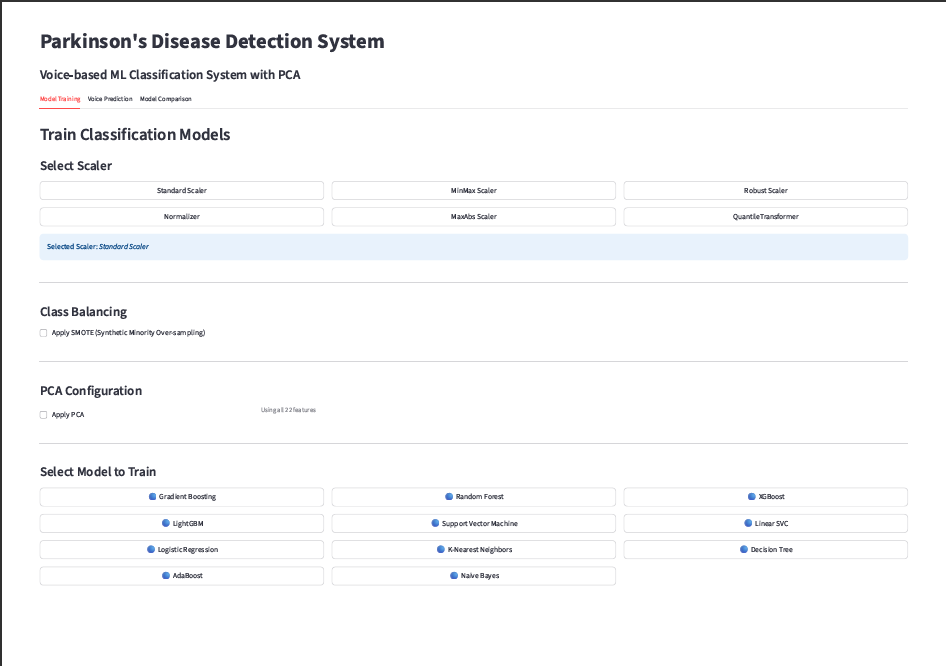 Parkinson's Disease Detection System
Voice-based ML Classification System with PCA
Model Training Voice Prediction Model Comparison
Train Classification Models
Select Scaler
Standard Scaler MinMax Scaler Robust Scaler
Normalizer MaxAbs Scaler QuantileTransformer
Selected Scaler: Standard Scaler
Class Balancing
Apply SMOTE (Synthetic Minority Over-sampling)
PCA Configuration
Using all 22 features
Apply PCA
Select Model to Train
Gradient Boosting Random Forest XGBoost
LightGBM Support Vector Machine Linear SVC
Logistic Regression K-Nearest Neighbors Decision Tree
AdaBoost Naive Bayes